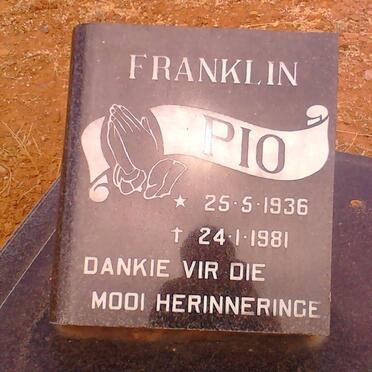 FRANKLIN
PIO
★ 25·5·1936
† 24·1·1981
DANKIE VIR DIE
MOOI HERINNERINGE